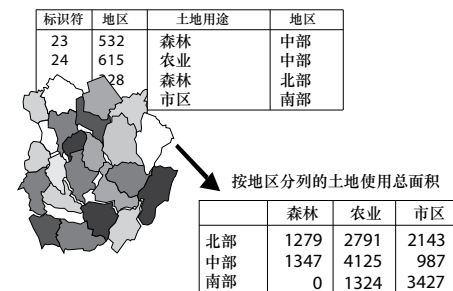 标识符 地区 土地用途 地区
23 532 森林 中部
24 615 农业 中部
28 森林 北部
市区 南部
按地区分列的土地使用总面积
森林 农业 市区
北部 1279 2791 2143
中部 1347 4125 987
南部 0 1324 3427